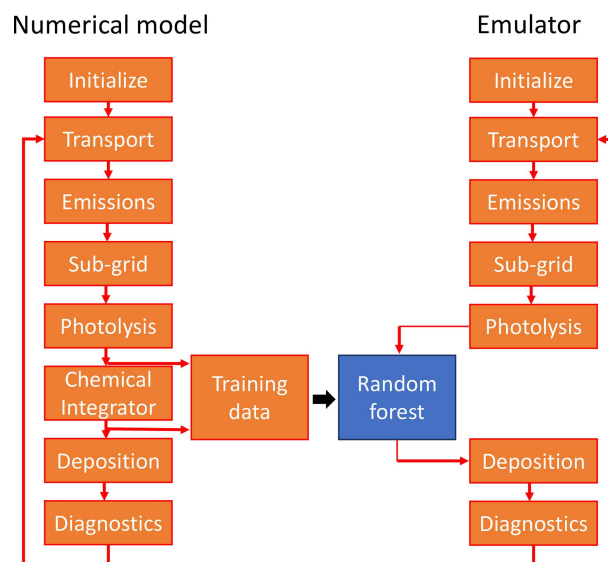 Numerical model
Emulator
Initialize
Transport
Emissions
Sub-grid
Photolysis
Chemical
Integrator
Deposition
Diagnostics
Training
data
Random
forest
Initialize
Transport
Emissions
Sub-grid
Photolysis
Deposition
Diagnostics